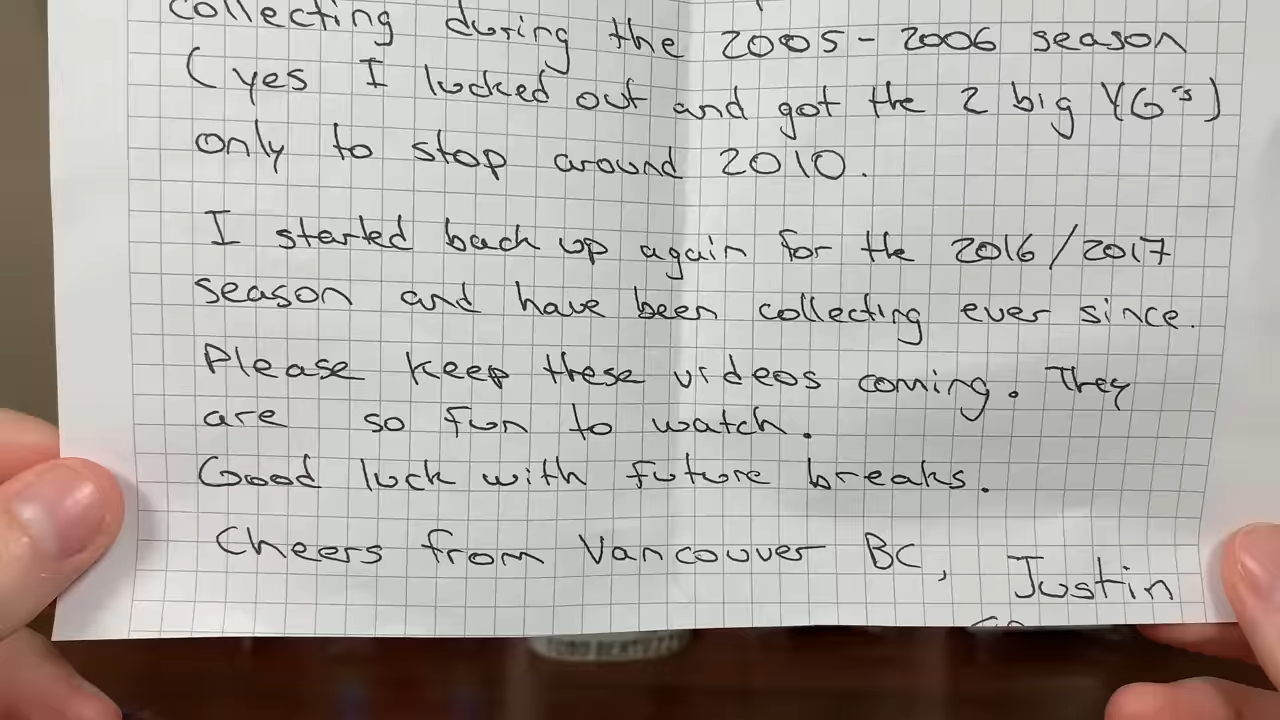 collecting during the 2005-2006 season
(yes I lucked out and got the 2 big YG's)
only to stop around 2010.
I started back up again for the 2016/2017
season and have been collecting ever since.
Please keep these videos coming. They
are so fun to watch.
Good luck with future breaks.
Cheers from Vancouver BC, Justin